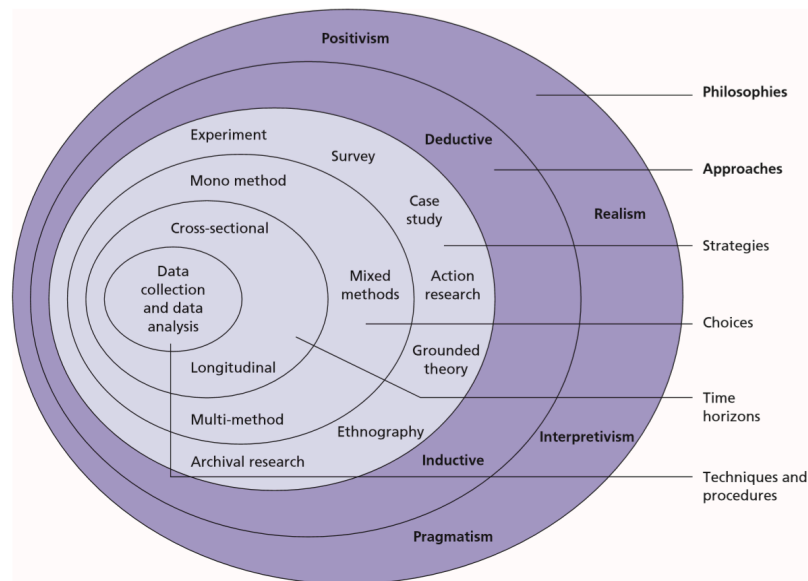 Positivism
Philosophies
Experiment
Deductive
Survey
Approaches
Mono method
Case
study
Realism
Cross-sectional
Strategies
Data
collection
and data
analysis
Mixed
methods
Action
research
Choices
Grounded
theory
Longitudinal
Time
horizons
Multi-method
Ethnography
Interpretivism
Archival research
Inductive
Techniques and
procedures
Pragmatism